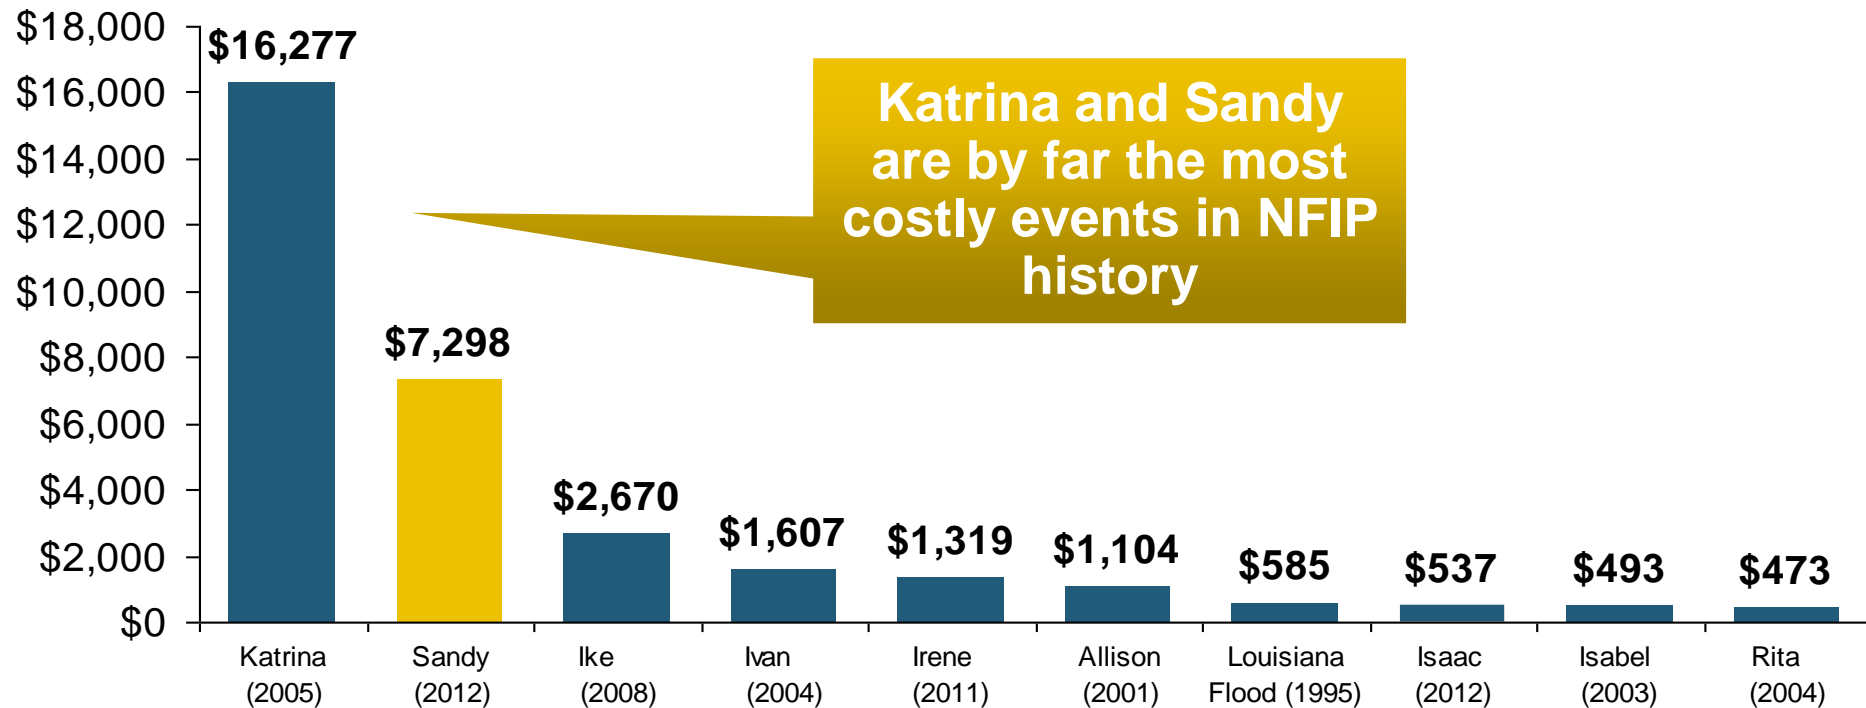 $18,000
$16,000
$14,000
$12,000
$10,000
$8,000
$6,000
$4,000
$2,000
$0
$16,277
$7,298
$2,670
$1,607
$1,319
$1,104
$585
$537
$493
$473
Katrina and Sandy
are by far the most
costly events in NFIP
history
Katrina
(2005)
Sandy
(2012)
Ike
(2008)
Ivan
(2004)
Irene
(2011)
Allison
(2001)
Louisiana
Flood (1995)
Isaac
(2012)
Isabel
(2003)
Rita
(2004)